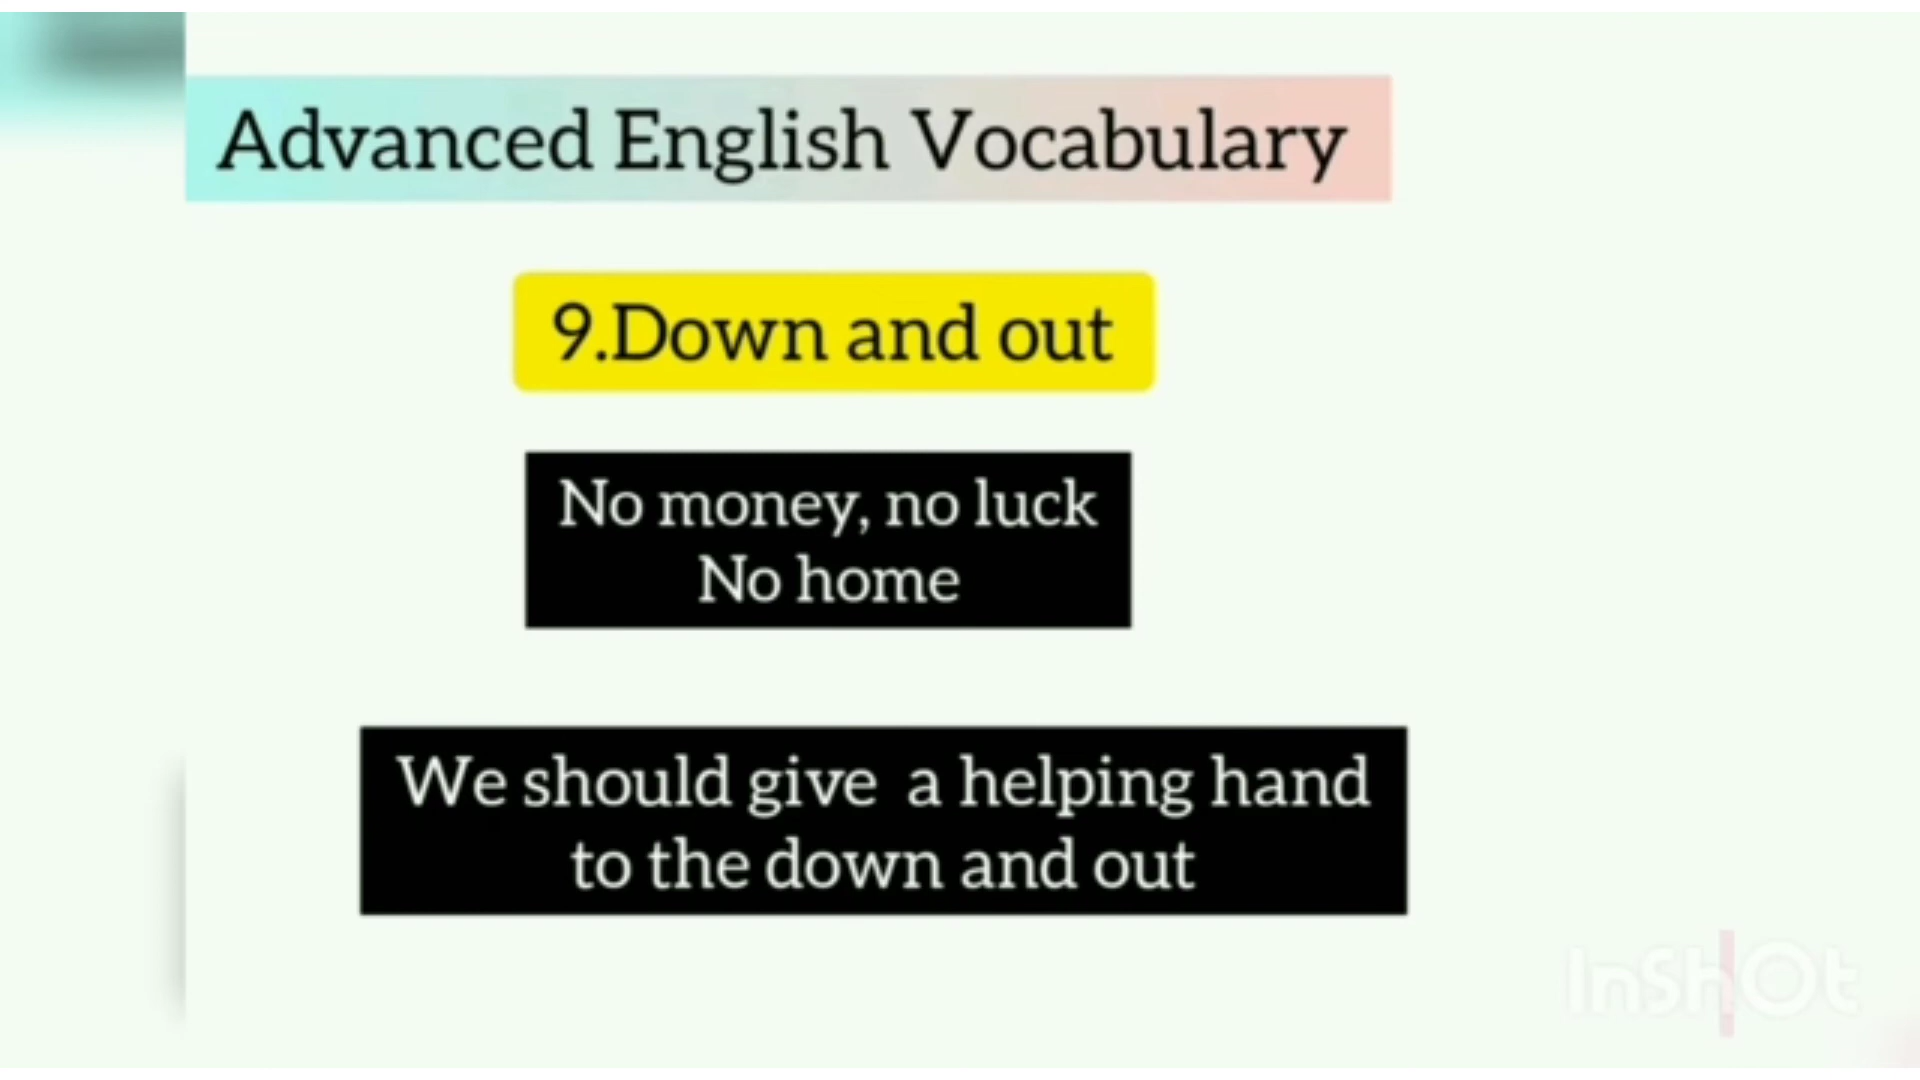 Advanced English Vocabulary
9.Down and out
No money, no luck
No home
We should give a helping hand
to the down and out
InShOt